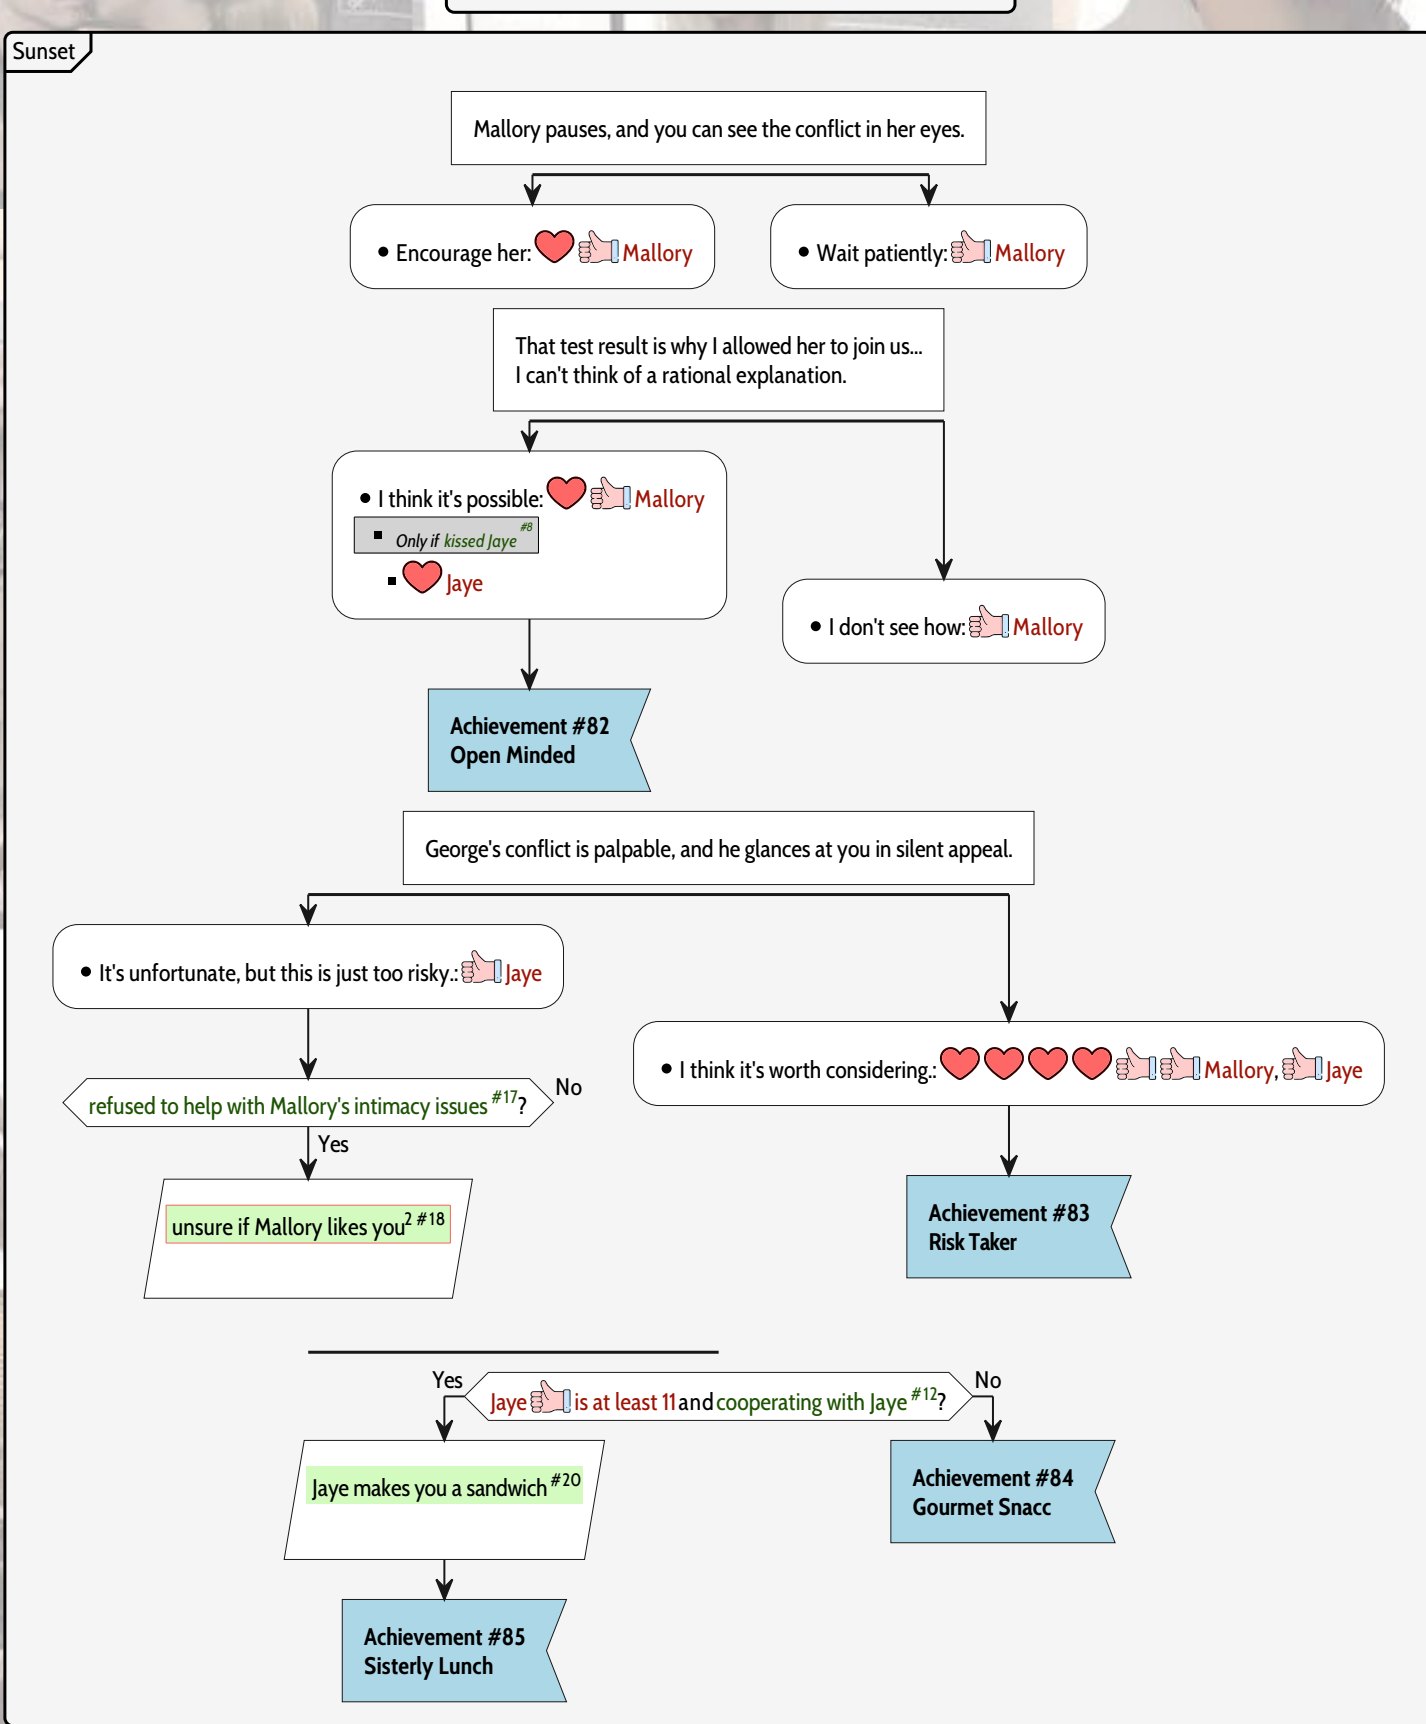 Sunset
Mallory pauses, and you can see the conflict in her eyes.
Encourage her: Mallory
Wait patiently: Mallory
That test result is why I allowed her to join us...
I can't think of a rational explanation.
I think it's possible: Mallory
Only if kissed Jaye #8
Jaye
I don't see how: Mallory
Achievement #82
Open Minded
George's conflict is palpable, and he glances at you in silent appeal.
It's unfortunate, but this is just too risky.: Jaye
I think it's worth considering.: Mallory, Jaye
refused to help with Mallory's intimacy issues #17?
No
Yes
unsure if Mallory likes you2 #18
Achievement #83
Risk Taker
Yes
Jaye is at least 11 and cooperating with Jaye #12?
No
Jaye makes you a sandwich #20
Achievement #84
Gourmet Snacc
Achievement #85
Sisterly Lunch